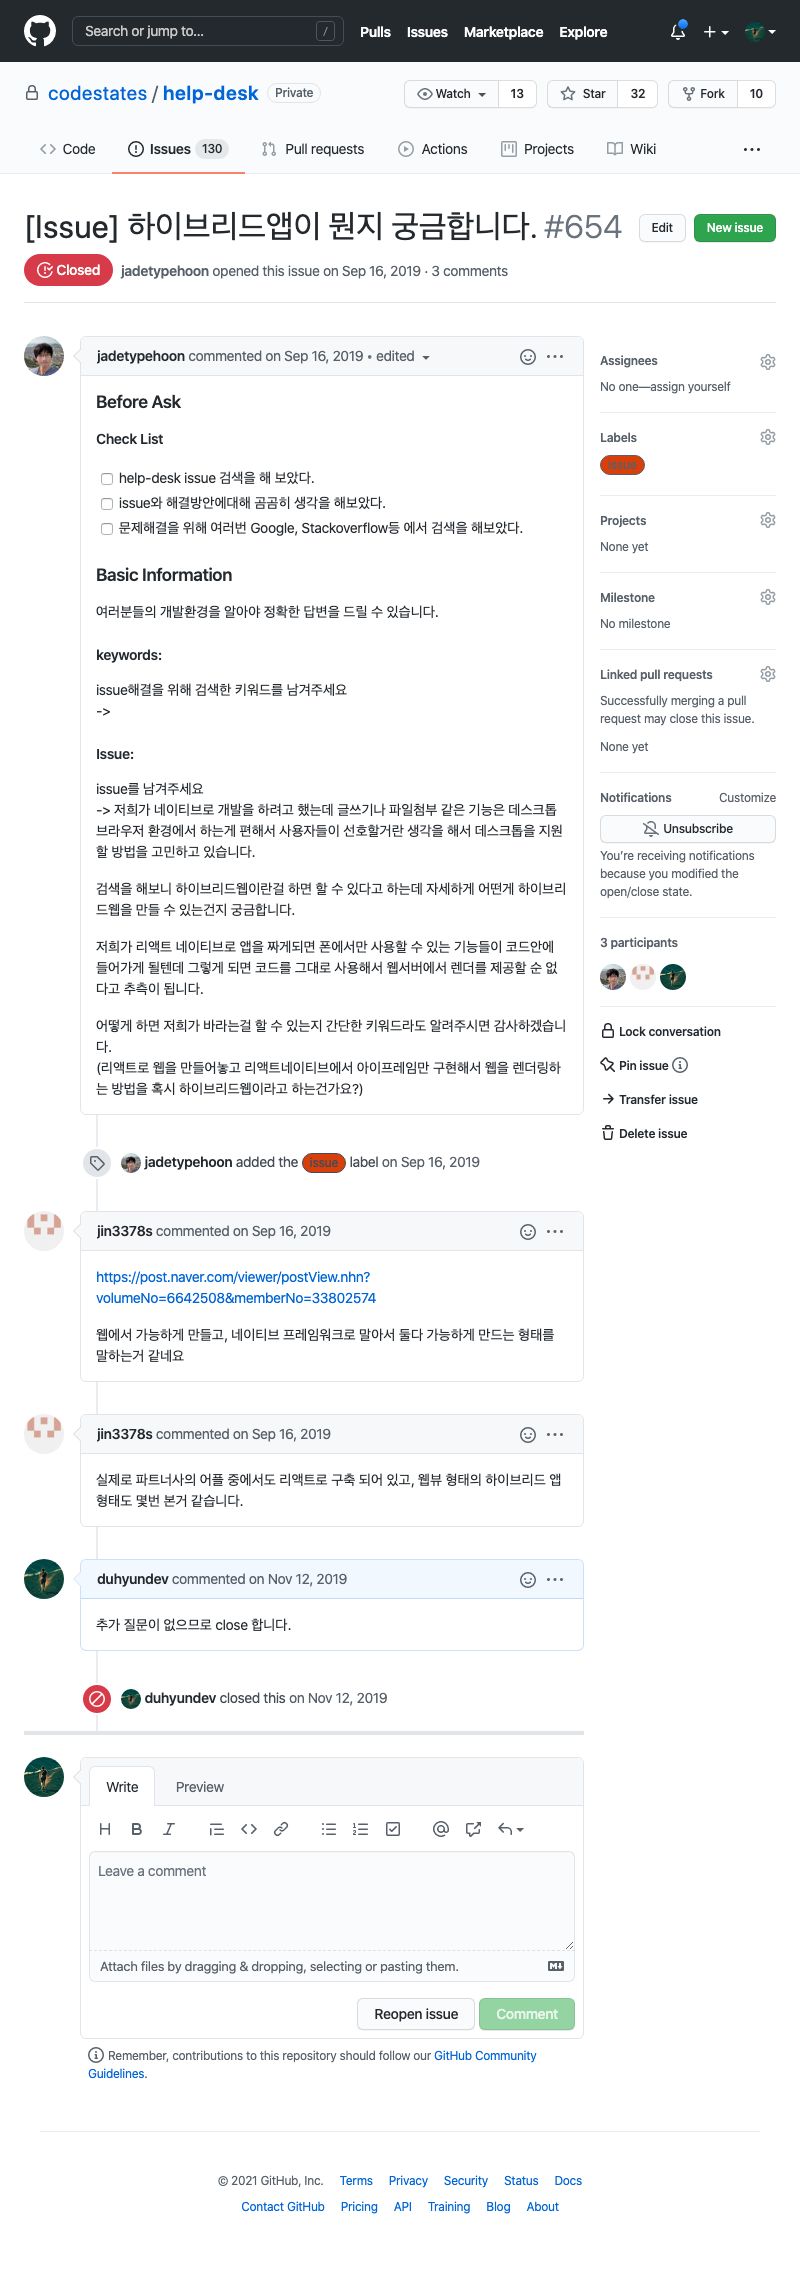 Search or jump to... /
Pulls Issues Marketplace Explore
codestates / help-desk Private
Watch 13 Star 32 Fork 10
Code Issues 130 Pull requests Actions Projects Wiki
[Issue] 하이브리드앱이 뭔지 궁금합니다. #654
Edit New issue
Closed jadetypehoon opened this issue on Sep 16, 2019 · 3 comments
jadetypehoon commented on Sep 16, 2019 • edited
Before Ask
Check List
help-desk issue 검색을 해 보았다.
issue와 해결방안에대해 곰곰히 생각을 해보았다.
문제해결을 위해 여러번 Google, Stackoverflow등 에서 검색을 해보았다.
Basic Information
여러분들의 개발환경을 알아야 정확한 답변을 드릴 수 있습니다.
keywords:
issue해결을 위해 검색한 키워드를 남겨주세요
->
Issue:
issue를 남겨주세요
-> 저희가 네이티브로 개발을 하려고 했는데 글쓰기나 파일첨부 같은 기능은 데스크톱
브라우저 환경에서 하는게 편해서 사용자들이 선호할거란 생각을 해서 데스크톱을 지원
할 방법을 고민하고 있습니다.
검색을 해보니 하이브리드웹이란걸 하면 할 수 있다고 하는데 자세하게 어떤게 하이브리
드웹을 만들 수 있는건지 궁금합니다.
저희가 리액트 네이티브로 앱을 짜게되면 폰에서만 사용할 수 있는 기능들이 코드안에
들어가게 될텐데 그렇게 되면 코드를 그대로 사용해서 웹서버에서 렌더를 제공할 순 없
다고 추측이 됩니다.
어떻게 하면 저희가 바라는걸 할 수 있는지 간단한 키워드라도 알려주시면 감사하겠습니
다.
(리액트로 웹을 만들어놓고 리액트네이티브에서 아이프레임만 구현해서 웹을 렌더링하
는 방법을 혹시 하이브리드웹이라고 하는건가요?)
Assignees
No one—assign yourself
Labels
issue
Projects
None yet
Milestone
No milestone
Linked pull requests
Successfully merging a pull
request may close this issue.
None yet
Notifications Customize
Unsubscribe
You're receiving notifications
because you modified the
open/close state.
3 participants
Lock conversation
Pin issue
Transfer issue
Delete issue
jadetypehoon added the issue label on Sep 16, 2019
jin3378s commented on Sep 16, 2019
https://post.naver.com/viewer/postView.nhn?
volumeNo=6642508&memberNo=33802574
웹에서 가능하게 만들고, 네이티브 프레임워크로 말아서 둘다 가능하게 만드는 형태를
말하는거 같네요
jin3378s commented on Sep 16, 2019
실제로 파트너사의 어플 중에서도 리액트로 구축 되어 있고, 웹뷰 형태의 하이브리드 앱
형태도 몇번 본거 같습니다.
duhyundev commented on Nov 12, 2019
추가 질문이 없으므로 close 합니다.
duhyundev closed this on Nov 12, 2019
Write Preview
Leave a comment
Attach files by dragging & dropping, selecting or pasting them.
Reopen issue Comment
Remember, contributions to this repository should follow our GitHub Community
Guidelines.
© 2021 GitHub, Inc. Terms Privacy Security Status Docs
Contact GitHub Pricing API Training Blog About